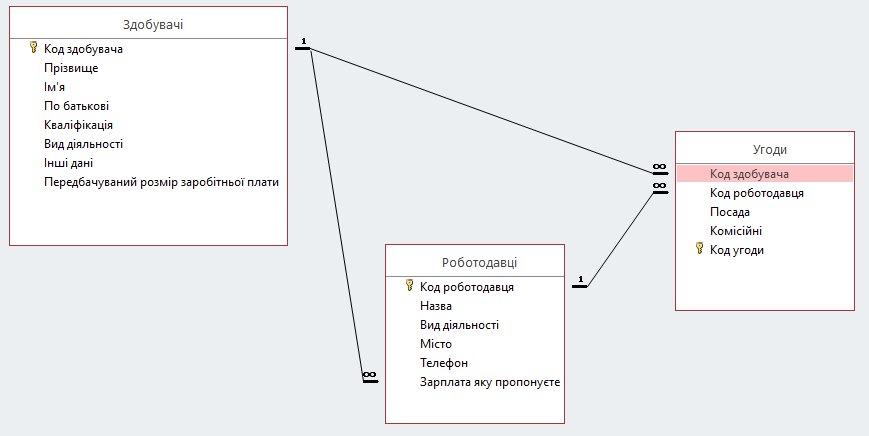 Здобувачі
Код здобувача
Прізвище
Ім'я
По батькові
Кваліфікація
Вид діяльності
Інші дані
Передбачуваний розмір заробітньої плати
1
∞
∞
Угоди
Код здобувача
Код роботодавця
Посада
Комісійні
Код угоди
Роботодавці
Код роботодавця
Назва
Вид діяльності
Місто
Телефон
Зарплата яку пропонуєте
1
∞